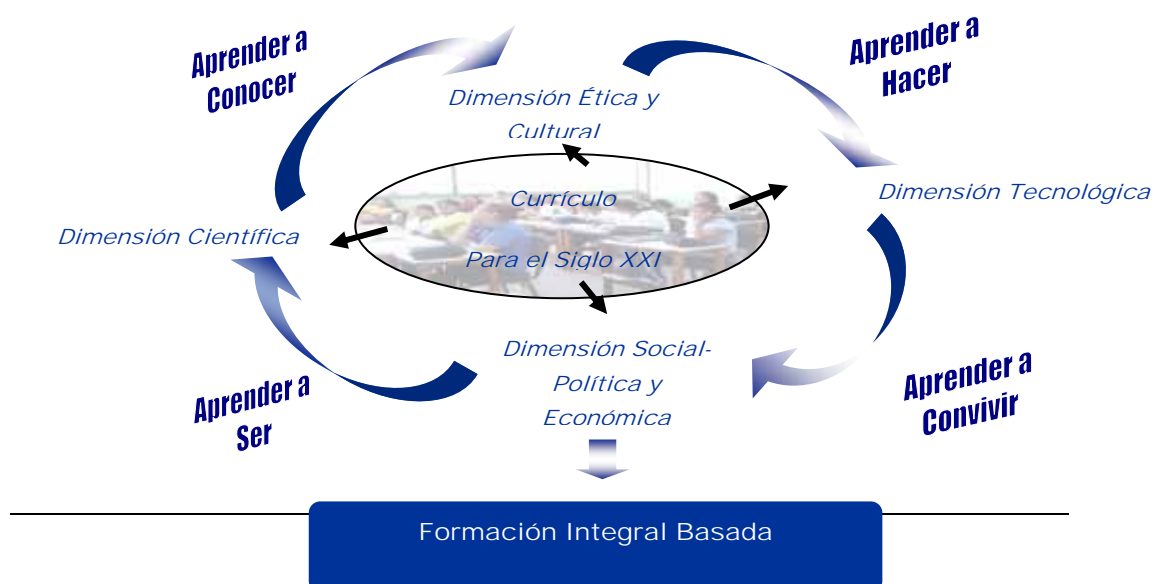 Aprender a
Conocer
Aprender a
Hacer
Dimensión Ética y
Cultural
Currículo
Dimensión Tecnológica
Dimensión Científica
Para el Siglo XXI
Dimensión Social-
Política y
Económica
Aprender a
Ser
Aprender a
Convivir
Formación Integral Basada